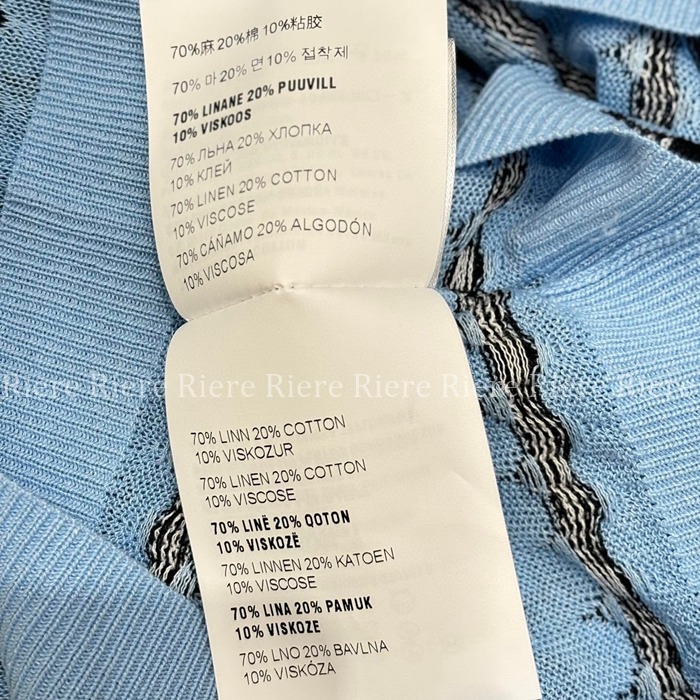 70%麻 20%棉 10%粘胶
70% 마 20% 면 10% 접착제
70% LINANE 20% PUUVILL
10% VISKOOS
70% ЛЬНА 20% ХЛОПКА
10% КЛЕЙ
70% LINEN 20% COTTON
10% VISCOSE
70% CÁÑAMO 20% ALGODÓN
10% VISCOSA
Riere Riere Riere Riere Riere Riere Riere Riere
70% LINN 20% COTTON
10% VISKOZUR
70% LINEN 20% COTTON
10% VISCOSE
70% LINË 20% QOTON
10% VISKOZË
70% LINNEN 20% KATOEN
10% VISCOSE
70% LINA 20% PAMUK
10% VISKOZE
70% LNO 20% BAVLNA
10% VISKÓZA